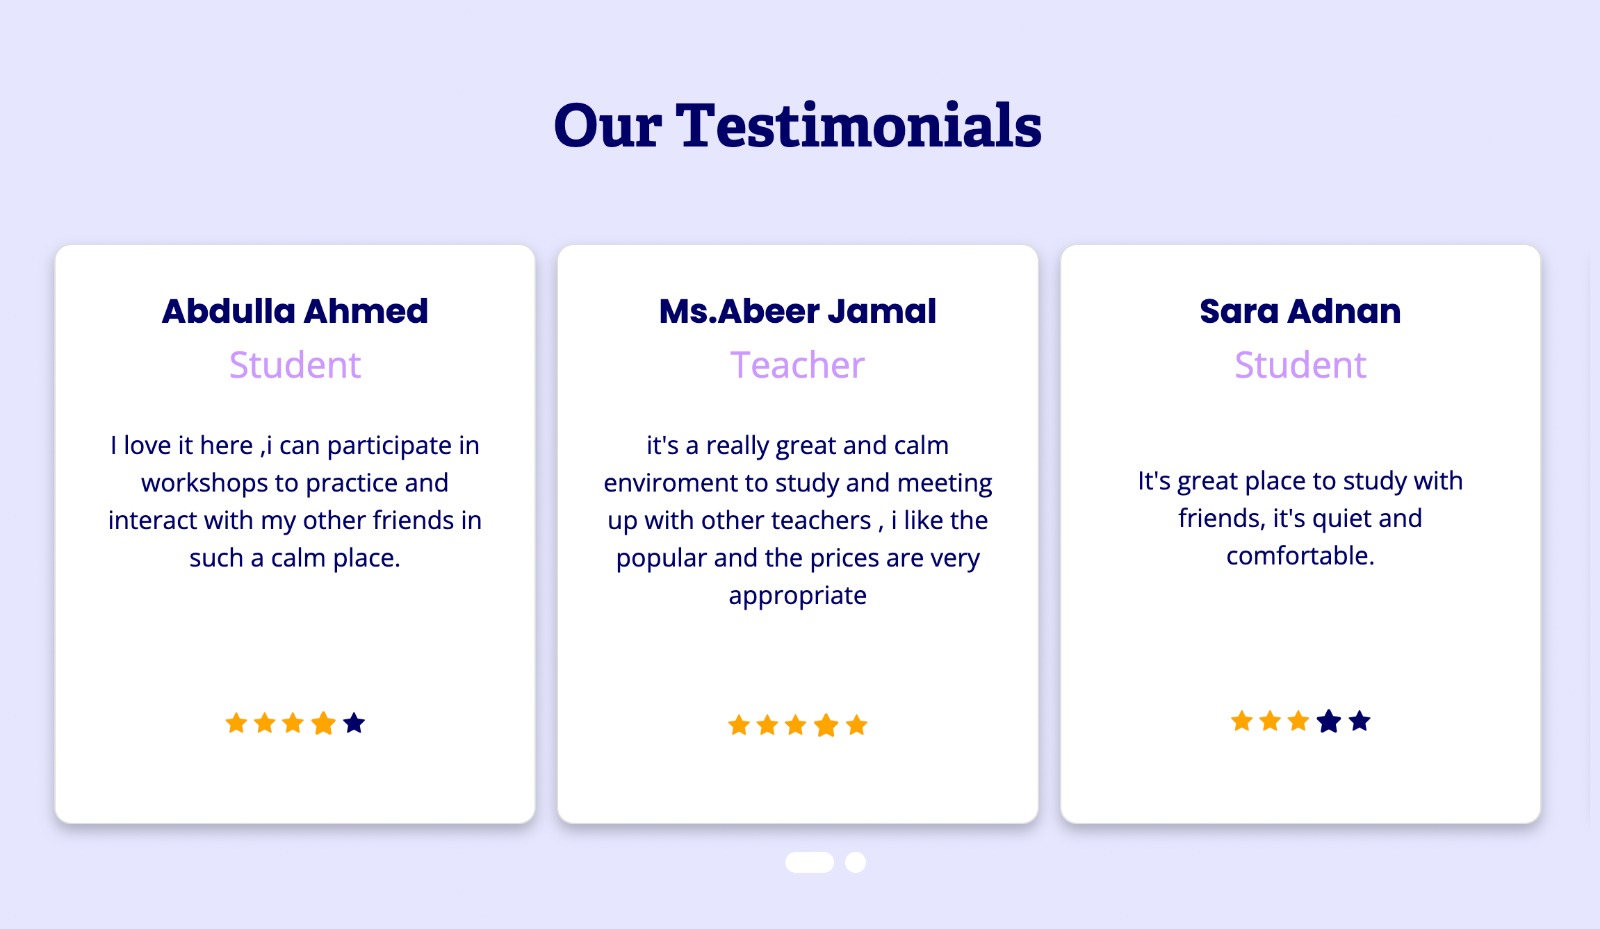 Our Testimonials
Abdulla Ahmed
Student
I love it here ,i can participate in
workshops to practice and
interact with my other friends in
such a calm place.
Ms.Abeer Jamal
Teacher
it's a really great and calm
enviroment to study and meeting
up with other teachers , i like the
popular and the prices are very
appropriate
Sara Adnan
Student
It's great place to study with
friends, it's quiet and
comfortable.